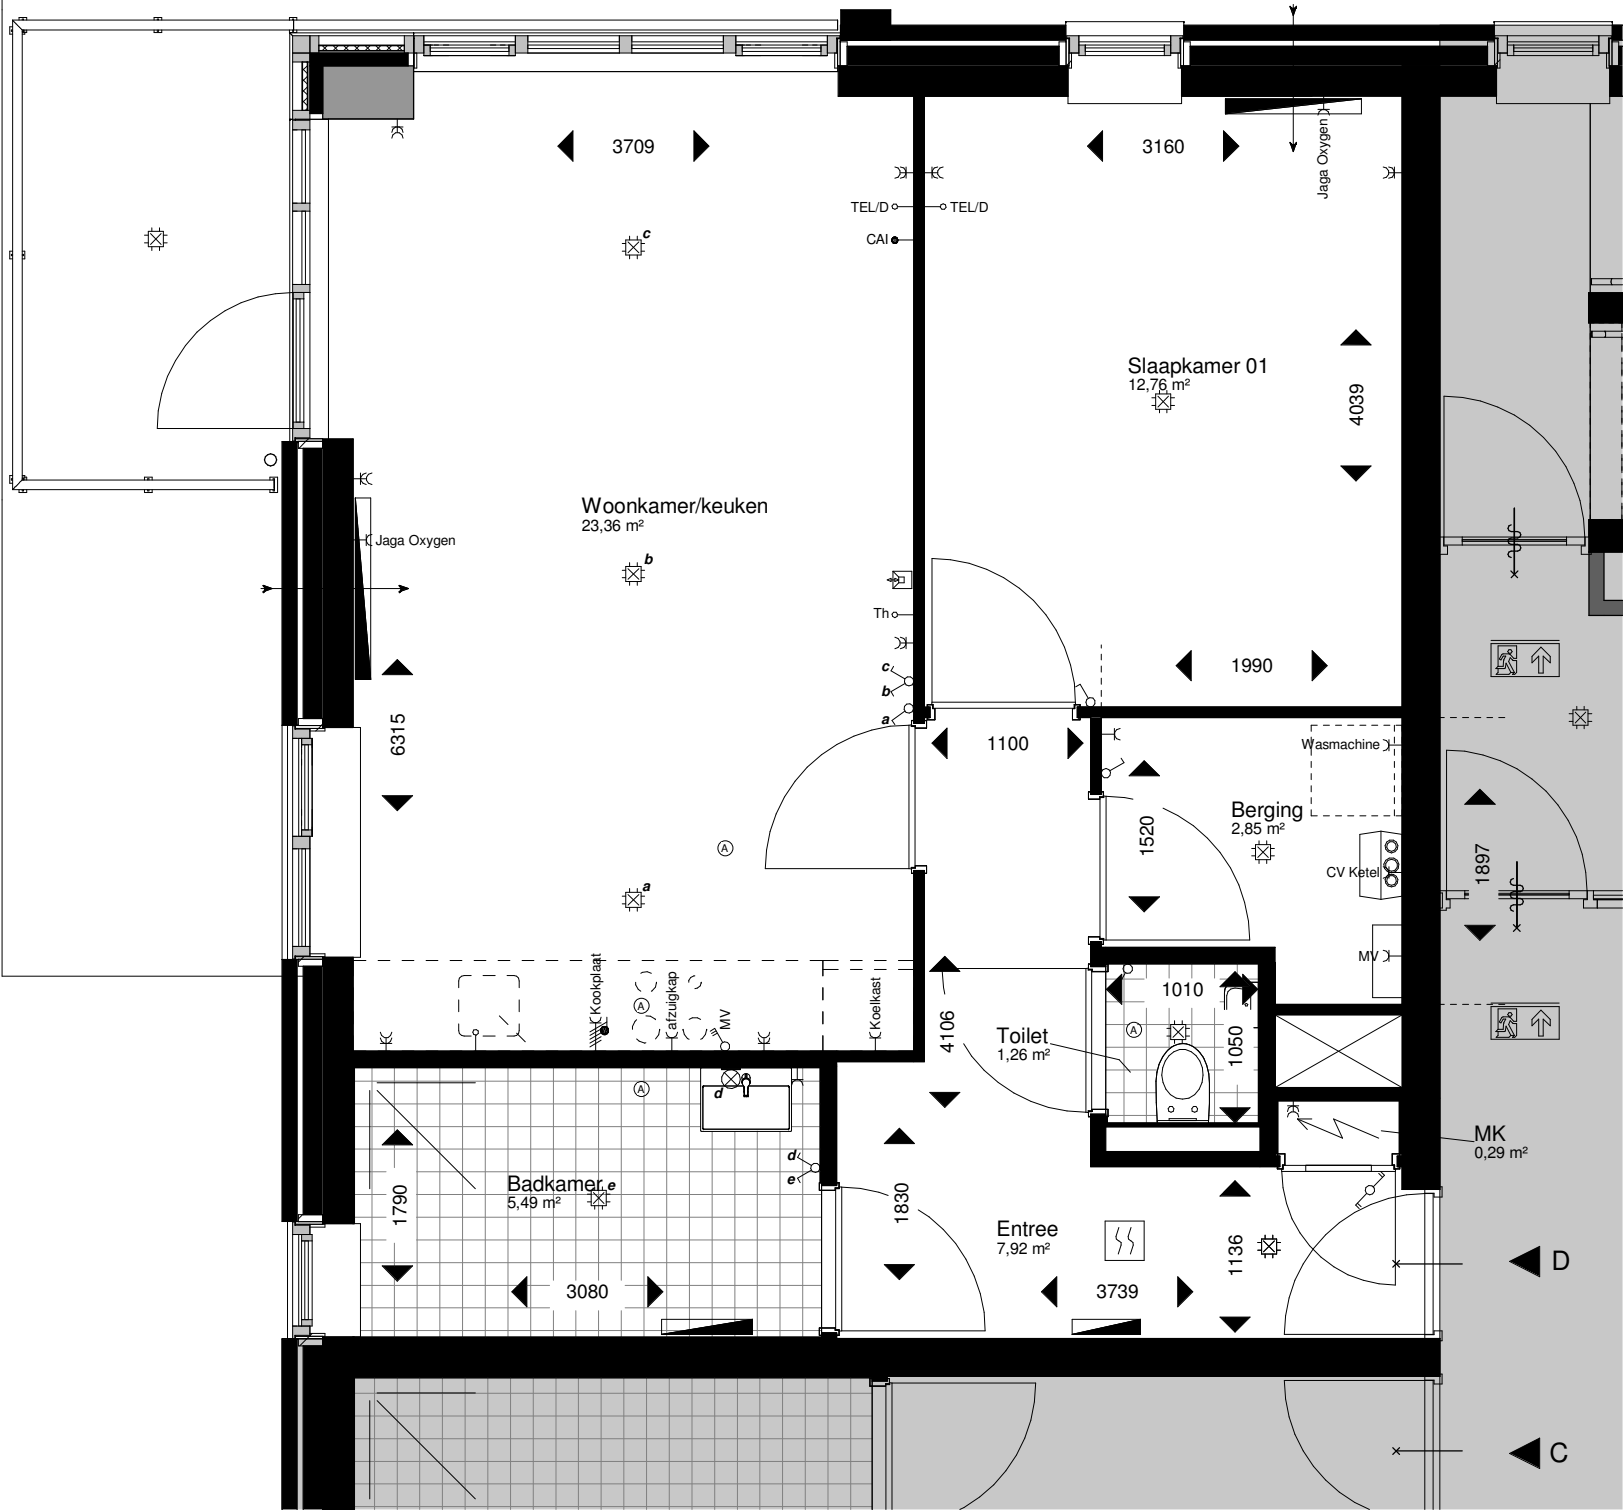 3709
3160
Jaga Oxygen
TEL/D
TEL/D
CAI
c
Slaapkamer 01
12,76 m²
4039
Woonkamer/keuken
23,36 m²
Jaga Oxygen
b
Th
c
b
a
1990
6315
1100
Wasmachine
1520
Berging
2,85 m²
1897
A
CV Ketel
a
MV
Kookplaat
A
afzuigkap
MV
Koelkast
4106
1010
A
1050
Toilet
1,26 m²
MK
0,29 m²
A
d
d
e
1790
Badkamer
e
5,49 m²
1830
Entree
7,92 m²
1136
D
3080
3739
C